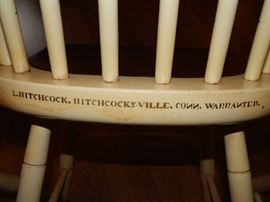 L. HITCHCOCK. HITCHCOCKS-VILLE. CONN. WARRANTED.